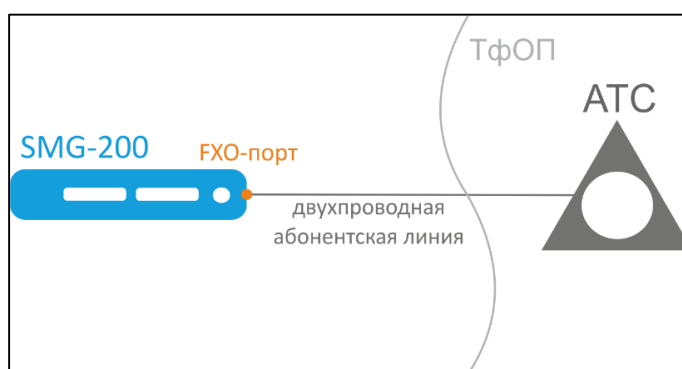 ТфОП
АТС
SMG-200
FXO-порт
двухпроводная
абонентская линия